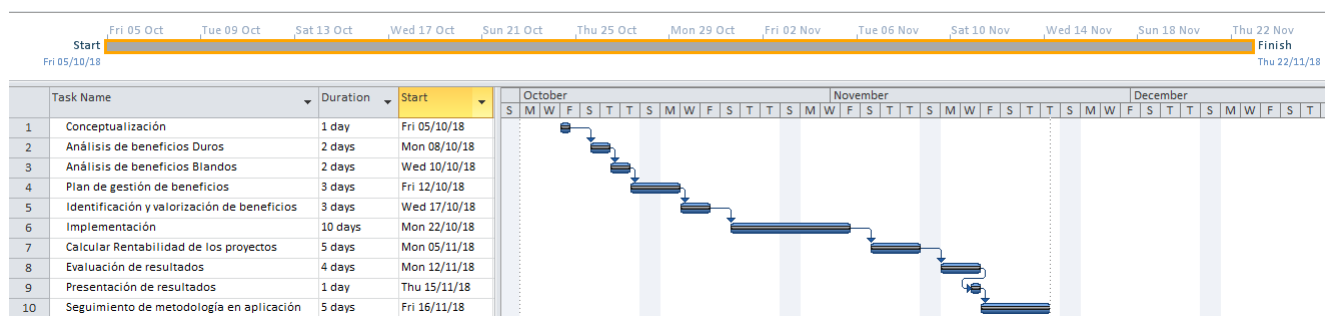 Fri 05 Oct Tue 09 Oct Sat 13 Oct Wed 17 Oct Sun 21 Oct Thu 25 Oct Mon 29 Oct Fri 02 Nov Tue 06 Nov Sat 10 Nov Wed 14 Nov Sun 18 Nov Thu 22 Nov
Start Finish
Fri 05/10/18 Thu 22/11/18
Task Name Duration Start October November December
S M W F S T T S M W F S T T S M W F S T T S M W F S T T S M W F S T T S M W F S T
1 Conceptualización 1 day Fri 05/10/18
2 Análisis de beneficios Duros 2 days Mon 08/10/18
3 Análisis de beneficios Blandos 2 days Wed 10/10/18
4 Plan de gestión de beneficios 3 days Fri 12/10/18
5 Identificación y valorización de beneficios 3 days Wed 17/10/18
6 Implementación 10 days Mon 22/10/18
7 Calcular Rentabilidad de los proyectos 5 days Mon 05/11/18
8 Evaluación de resultados 4 days Mon 12/11/18
9 Presentación de resultados 1 day Thu 15/11/18
10 Seguimiento de metodología en aplicación 5 days Fri 16/11/18